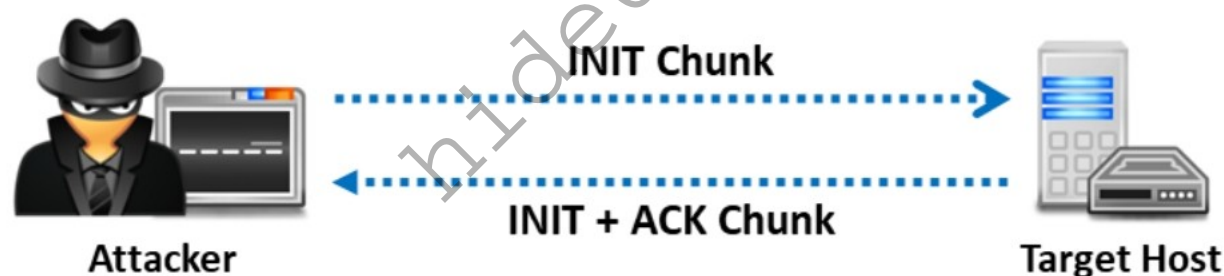 INIT Chunk
INIT + ACK Chunk
Attacker
Target Host